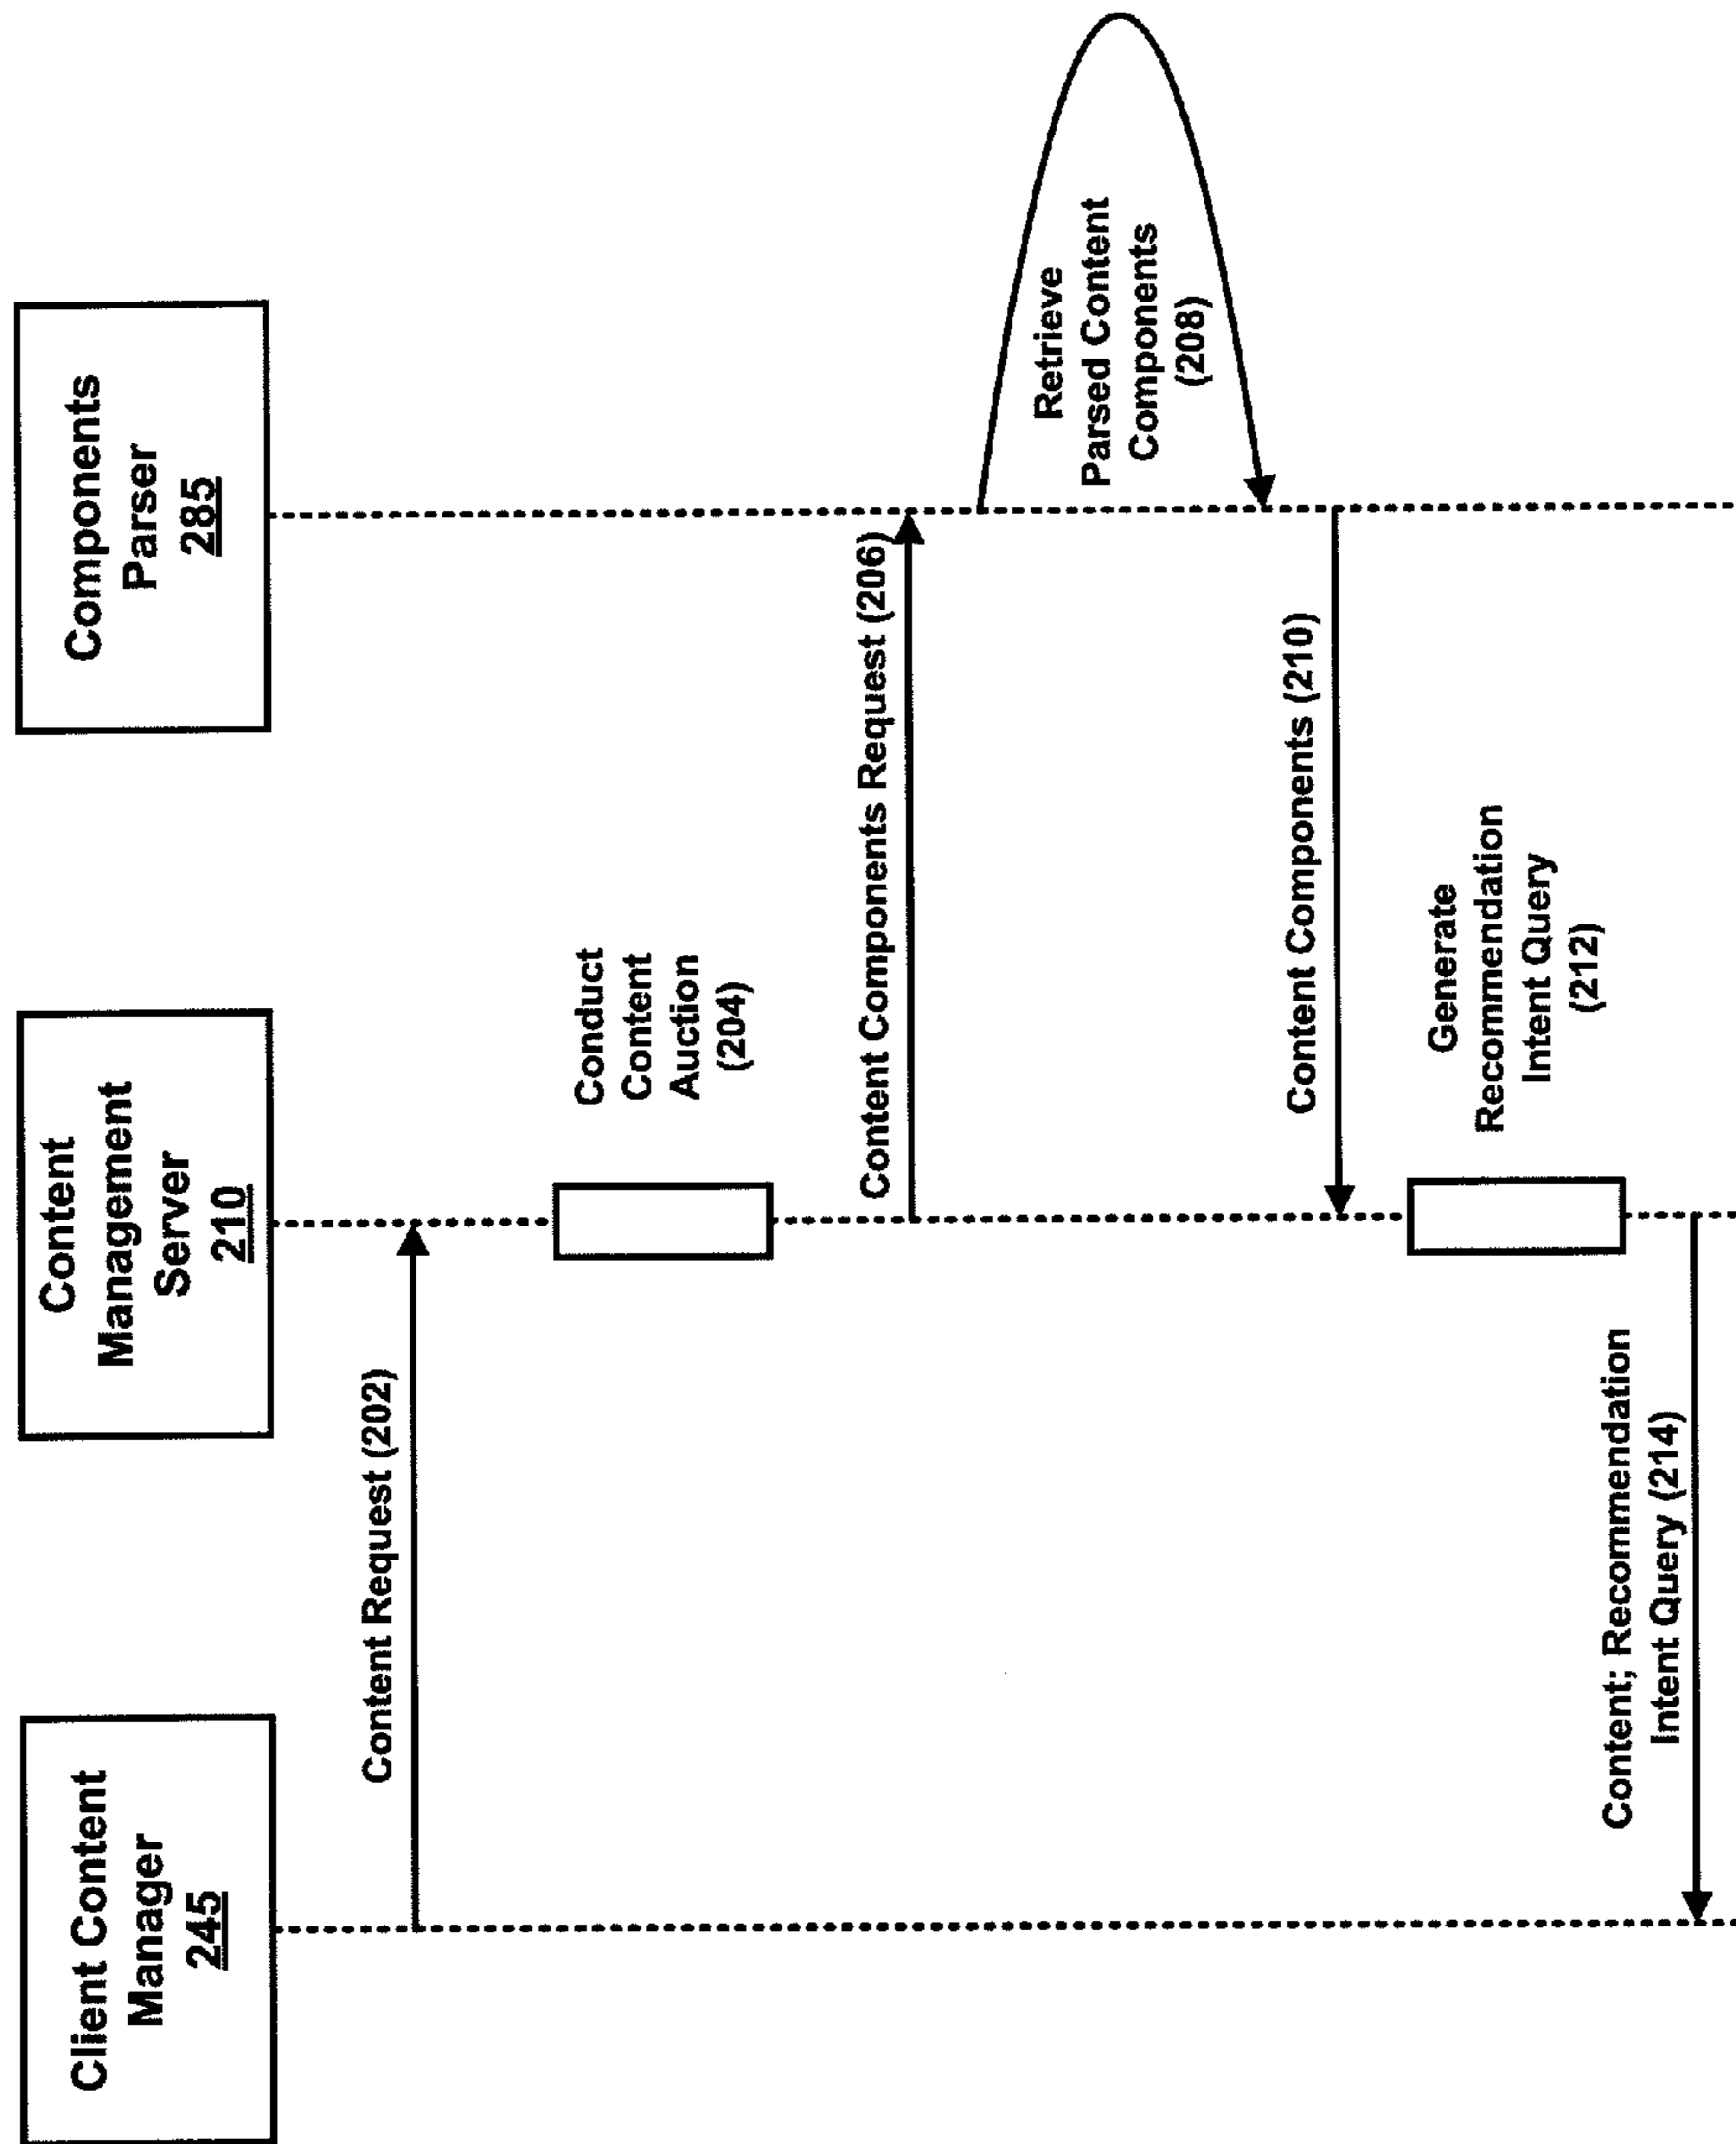 Client Content
Manager
245
Content
Management
Server
210
Components
Parser
285
Content Request (202)
Conduct
Content
Auction
(204)
Content Components Request (206)
Retrieve
Parsed Content
Components
(208)
Content Components (210)
Generate
Recommendation
Intent Query
(212)
Content; Recommendation
Intent Query (214)